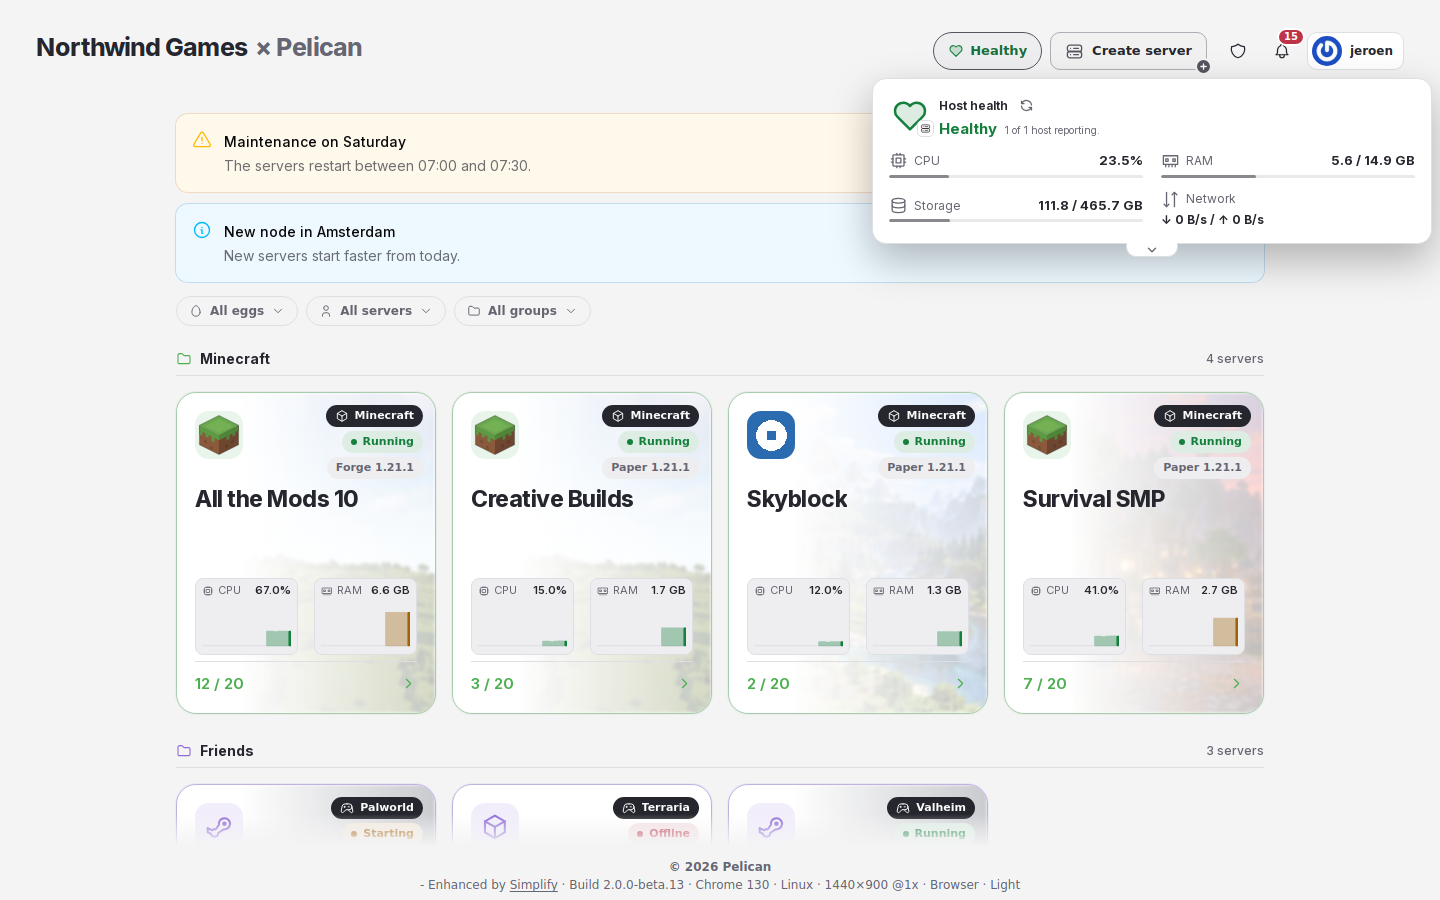 Northwind Games × Pelican
Healthy
Create server
15
jeroen
Host health
Healthy 1 of 1 host reporting.
CPU 23.5%
RAM 5.6 / 14.9 GB
Storage 111.8 / 465.7 GB
Network
↓ 0 B/s / ↑ 0 B/s
Maintenance on Saturday
The servers restart between 07:00 and 07:30.
New node in Amsterdam
New servers start faster from today.
All eggs
All servers
All groups
Minecraft
4 servers
Minecraft
Running
Forge 1.21.1
All the Mods 10
CPU 67.0%
RAM 6.6 GB
12 / 20
Minecraft
Running
Paper 1.21.1
Creative Builds
CPU 15.0%
RAM 1.7 GB
3 / 20
Minecraft
Running
Paper 1.21.1
Skyblock
CPU 12.0%
RAM 1.3 GB
2 / 20
Minecraft
Running
Paper 1.21.1
Survival SMP
CPU 41.0%
RAM 2.7 GB
7 / 20
Friends
3 servers
Palworld
Starting
Terraria
Offline
Valheim
Running
© 2026 Pelican
- Enhanced by Simplify · Build 2.0.0-beta.13 · Chrome 130 · Linux · 1440×900 @1x · Browser · Light